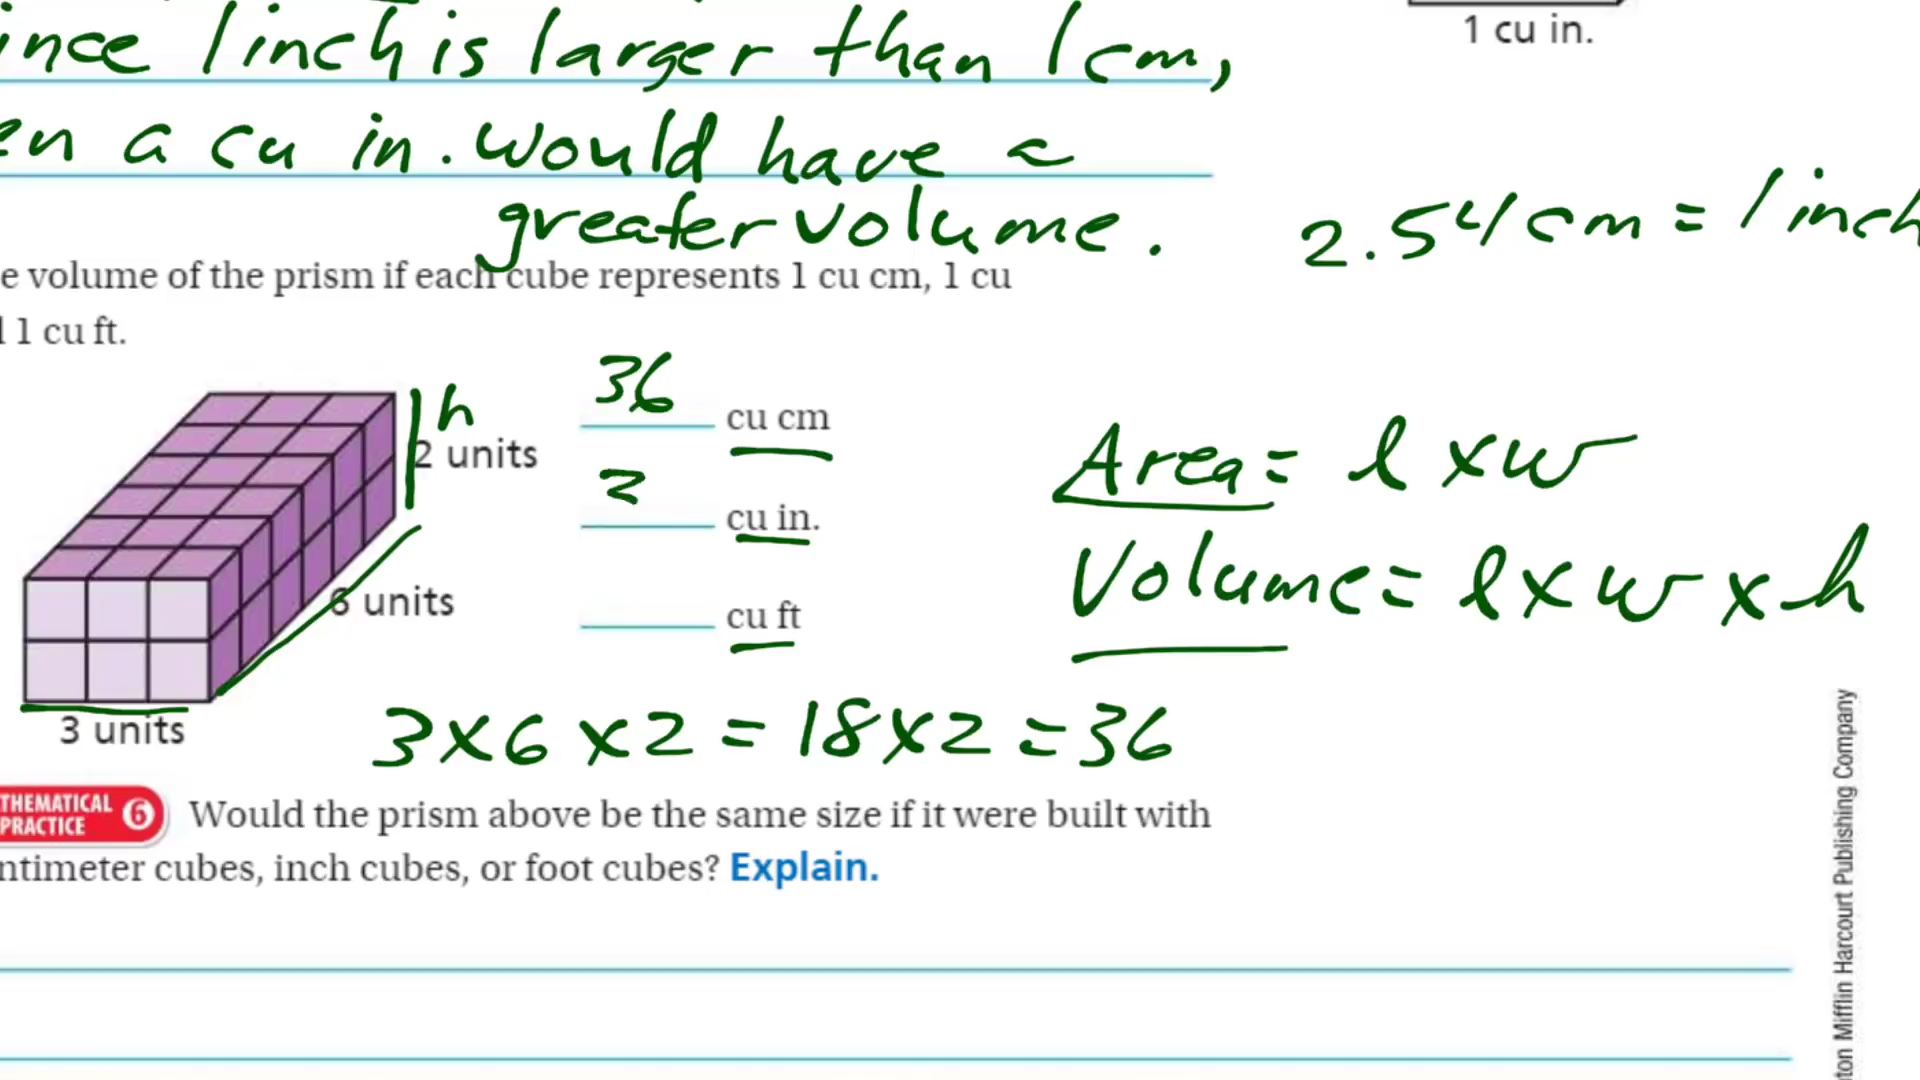 ince 1 inch is larger than 1 cm,
1 cu in.
en a cu in. would have a
greater volume.
2.54 cm = 1 inch
e volume of the prism if each cube represents 1 cu cm, 1 cu
1 cu ft.
h
2 units
36 cu cm
Area = l x w
cu in.
6 units
Volume = l x w x h
cu ft
3 units
3 x 6 x 2 = 18 x 2 = 36
THEMATICAL
PRACTICE 6 Would the prism above be the same size if it were built with
ntimeter cubes, inch cubes, or foot cubes? Explain.
ton Mifflin Harcourt Publishing Company